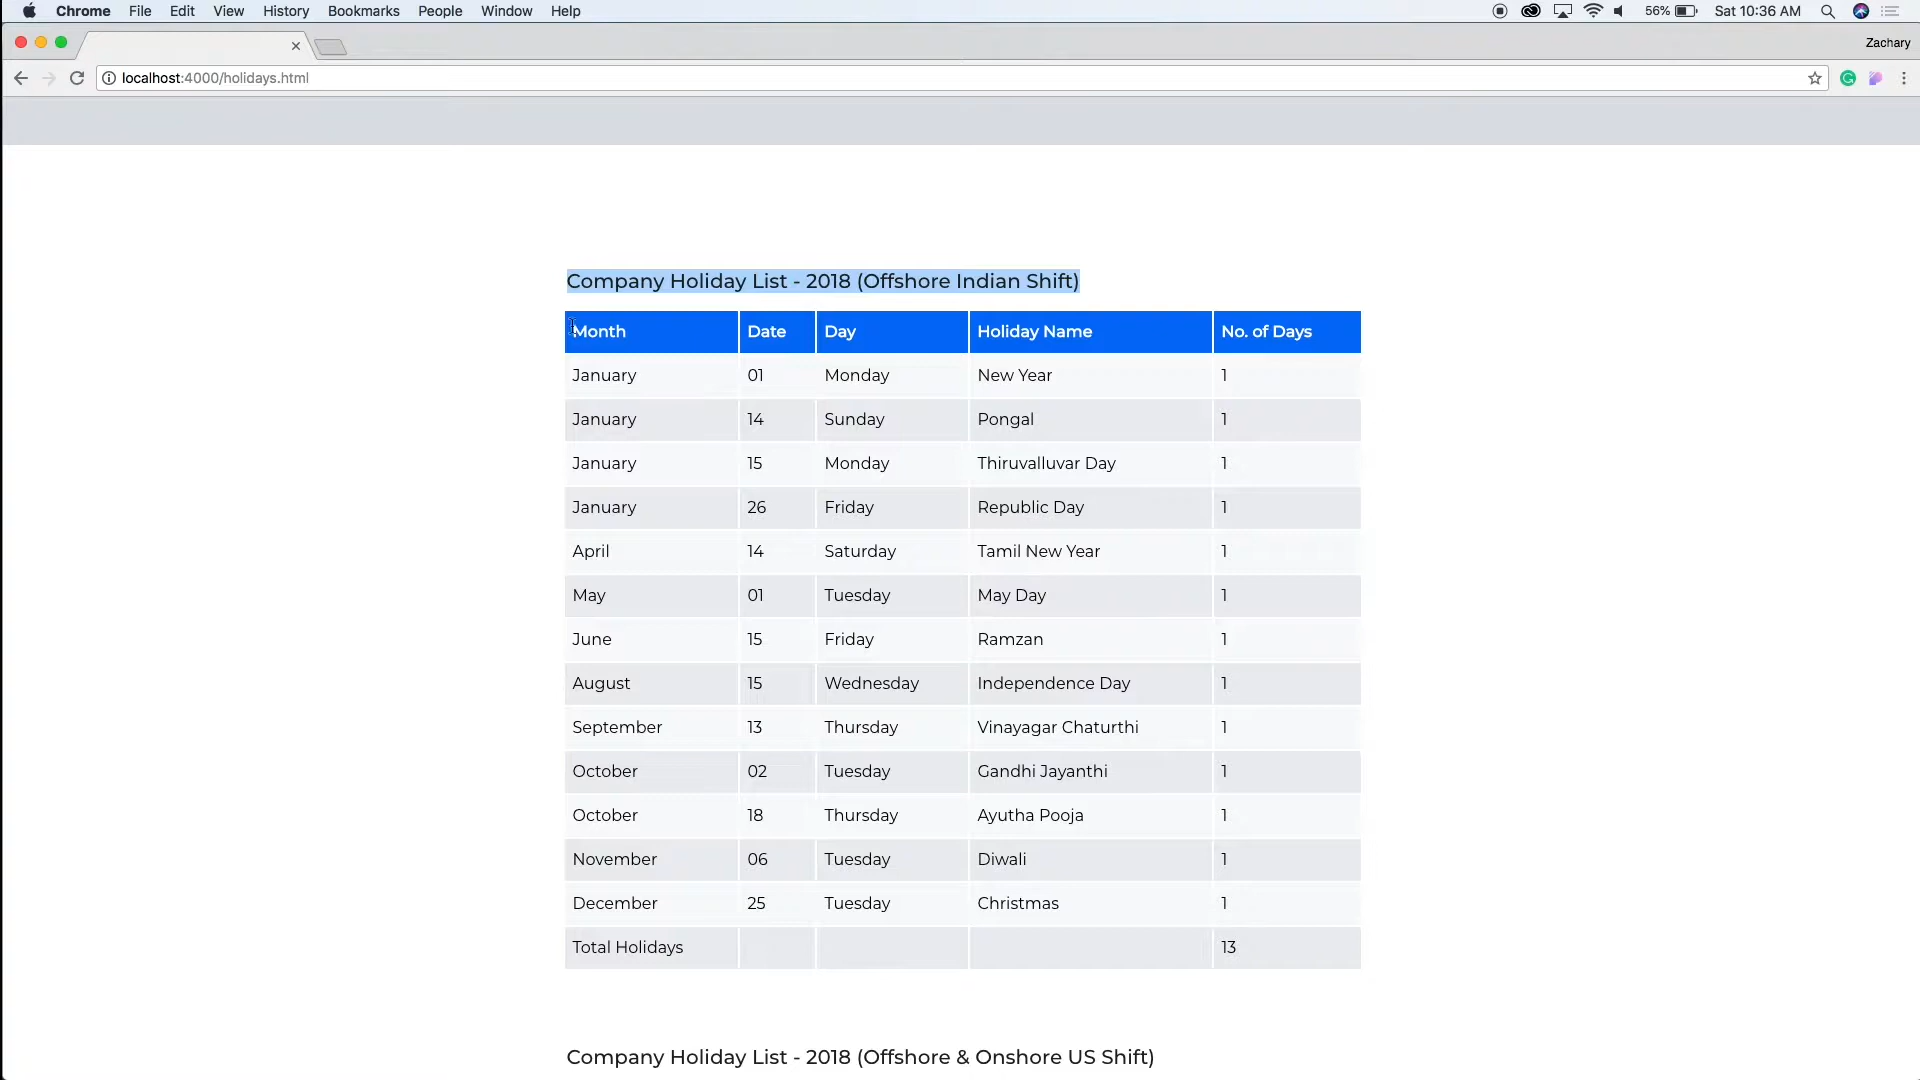 Chrome File Edit View History Bookmarks People Window Help 56% Sat 10:36 AM
Zachary
localhost:4000/holidays.html
Company Holiday List - 2018 (Offshore Indian Shift)
Month Date Day Holiday Name No. of Days
January 01 Monday New Year 1
January 14 Sunday Pongal 1
January 15 Monday Thiruvalluvar Day 1
January 26 Friday Republic Day 1
April 14 Saturday Tamil New Year 1
May 01 Tuesday May Day 1
June 15 Friday Ramzan 1
August 15 Wednesday Independence Day 1
September 13 Thursday Vinayagar Chaturthi 1
October 02 Tuesday Gandhi Jayanthi 1
October 18 Thursday Ayutha Pooja 1
November 06 Tuesday Diwali 1
December 25 Tuesday Christmas 1
Total Holidays 13
Company Holiday List - 2018 (Offshore & Onshore US Shift)